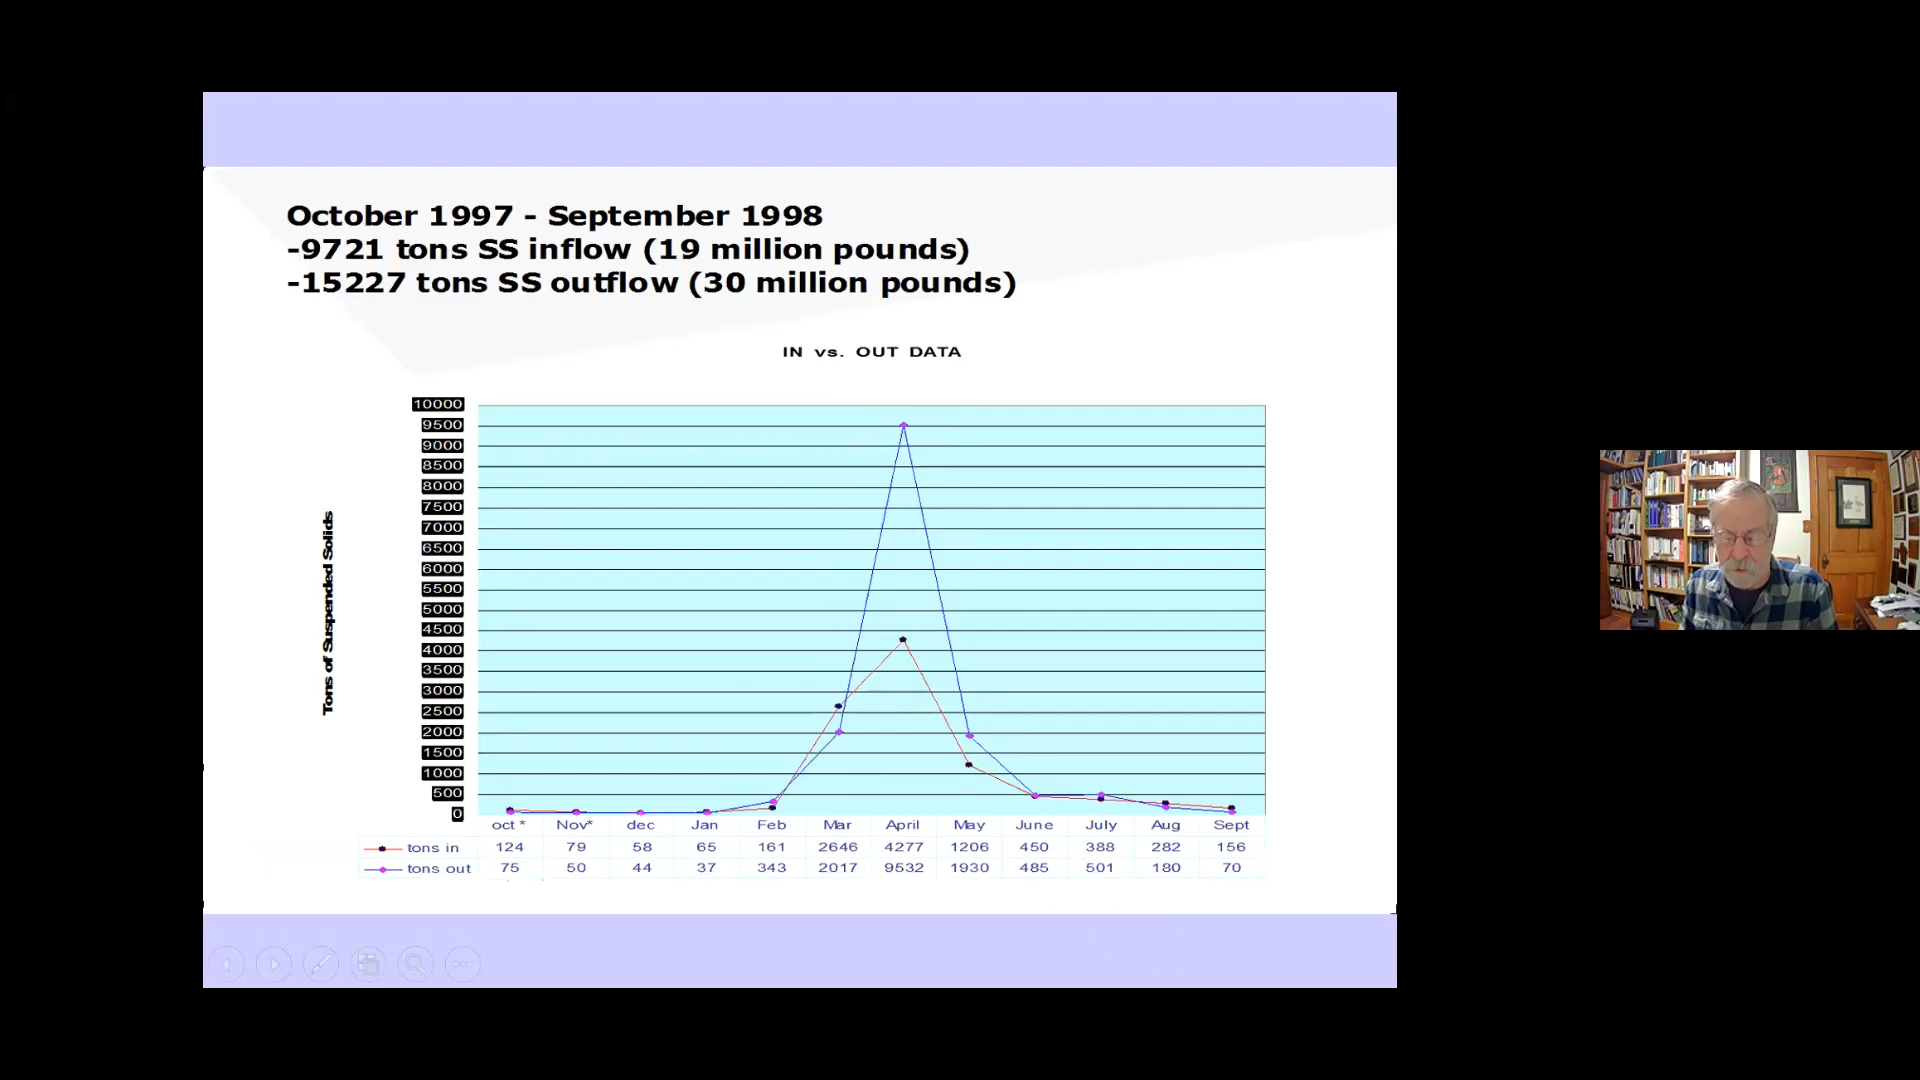 October 1997 - September 1998
-9721 tons SS inflow (19 million pounds)
-15227 tons SS outflow (30 million pounds)
IN vs. OUT DATA
Tons of Suspended Solids
10000
9500
9000
8500
8000
7500
7000
6500
6000
5500
5000
4500
4000
3500
3000
2500
2000
1500
1000
500
0
oct * Nov* dec Jan Feb Mar April May June July Aug Sept
tons in 124 79 58 65 161 2646 4277 1206 450 388 282 156
tons out 75 50 44 37 343 2017 9532 1930 485 501 180 70